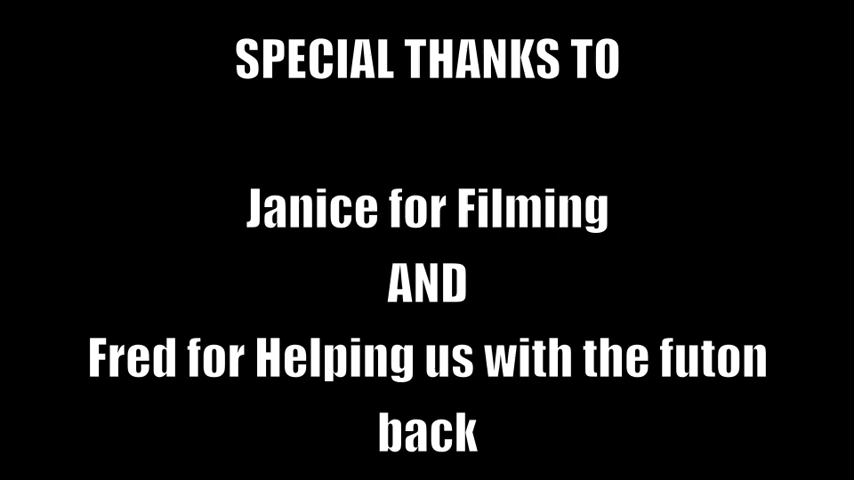 SPECIAL THANKS TO
Janice for Filming
AND
Fred for Helping us with the futon
back